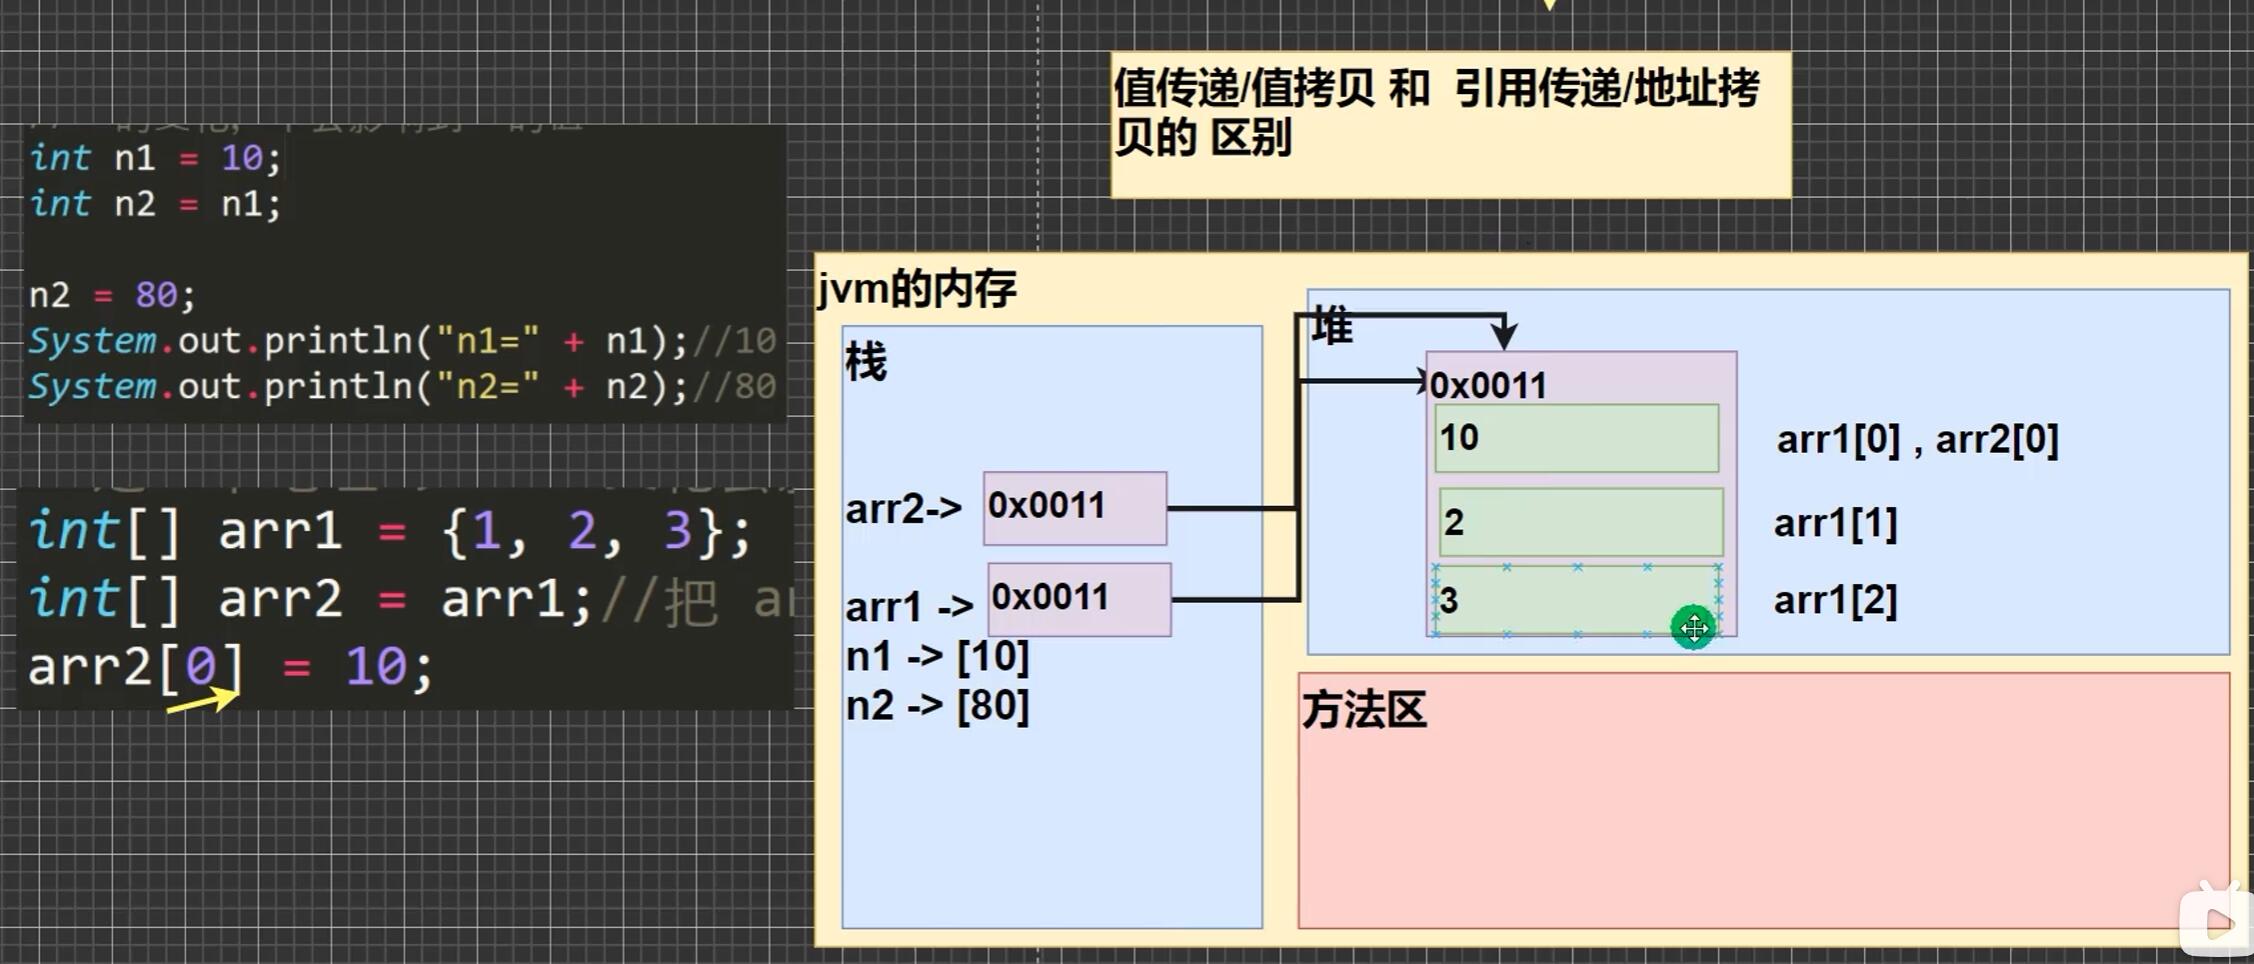 值传递/值拷贝 和 引用传递/地址拷
贝的 区别
int n1 = 10;
int n2 = n1;
n2 = 80;
System.out.println("n1=" + n1);//10
System.out.println("n2=" + n2);//80
int[] arr1 = {1, 2, 3};
int[] arr2 = arr1;//把
arr2[0] = 10;
jvm的内存
栈
arr2-> 0x0011
arr1 -> 0x0011
n1 -> [10]
n2 -> [80]
堆
0x0011
10 arr1[0] , arr2[0]
2 arr1[1]
3 arr1[2]
方法区